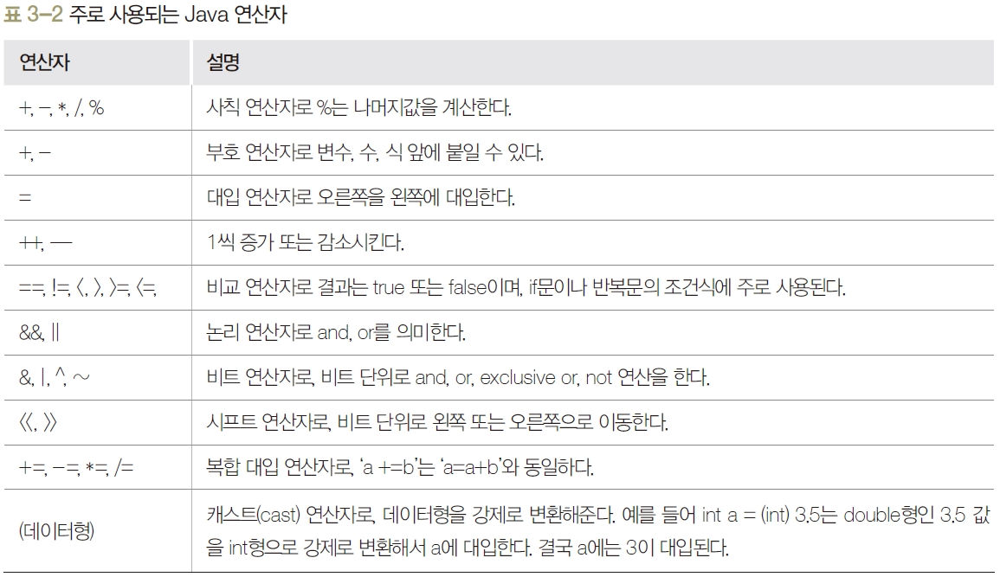 표 3-2 주로 사용되는 Java 연산자
연산자 설명
+, -, *, /, % 사칙 연산자로 %는 나머지값을 계산한다.
+, - 부호 연산자로 변수, 수, 식 앞에 붙일 수 있다.
= 대입 연산자로 오른쪽을 왼쪽에 대입한다.
++, -- 1씩 증가 또는 감소시킨다.
==, !=, <, >, >=, <=, 비교 연산자로 결과는 true 또는 false이며, if문이나 반복문의 조건식에 주로 사용된다.
&&, || 논리 연산자로 and, or를 의미한다.
&, |, ^, ~ 비트 연산자로, 비트 단위로 and, or, exclusive or, not 연산을 한다.
<<, >> 시프트 연산자로, 비트 단위로 왼쪽 또는 오른쪽으로 이동한다.
+=, -=, *=, /= 복합 대입 연산자로, ‘a +=b’는 ‘a=a+b’와 동일하다.
(데이터형) 캐스트(cast) 연산자로, 데이터형을 강제로 변환해준다. 예를 들어 int a = (int) 3.5는 double형인 3.5 값
을 int형으로 강제로 변환해서 a에 대입한다. 결국 a에는 3이 대입된다.